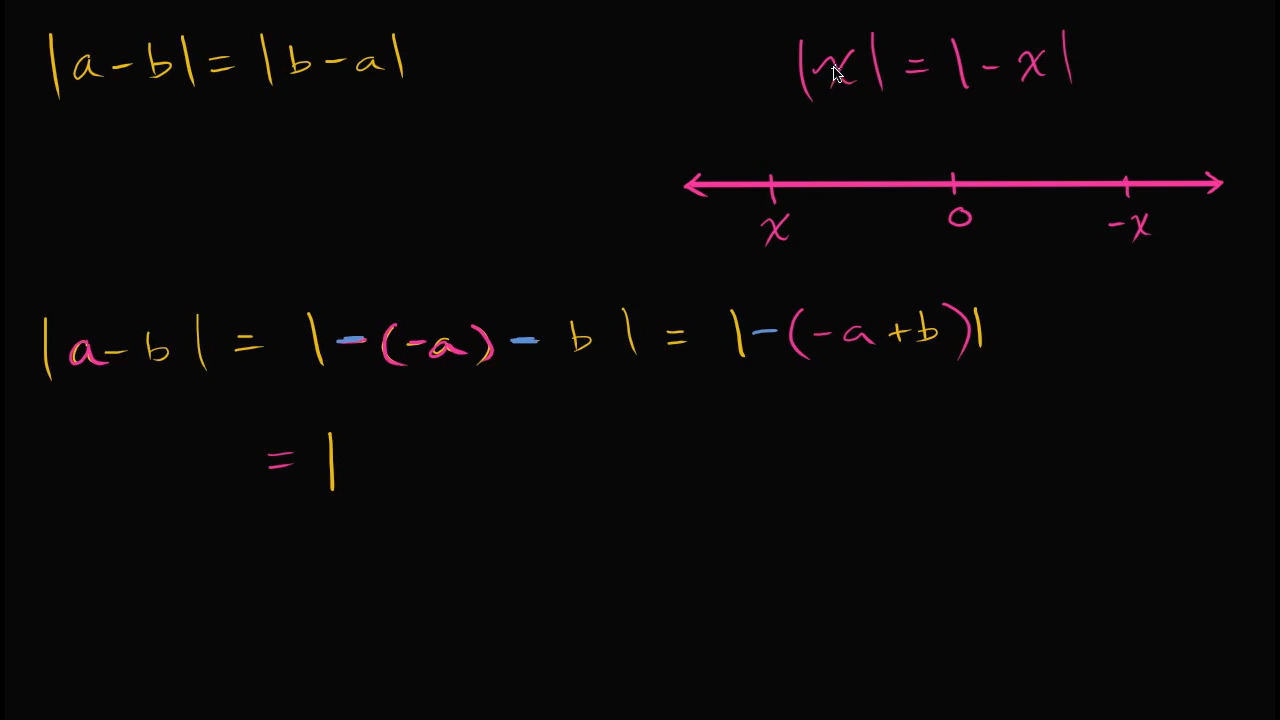 |a-b| = |b-a|
|x| = |-x|
x 0 -x
|a-b| = |-(-a) - b| = |-(-a+b)|
= |